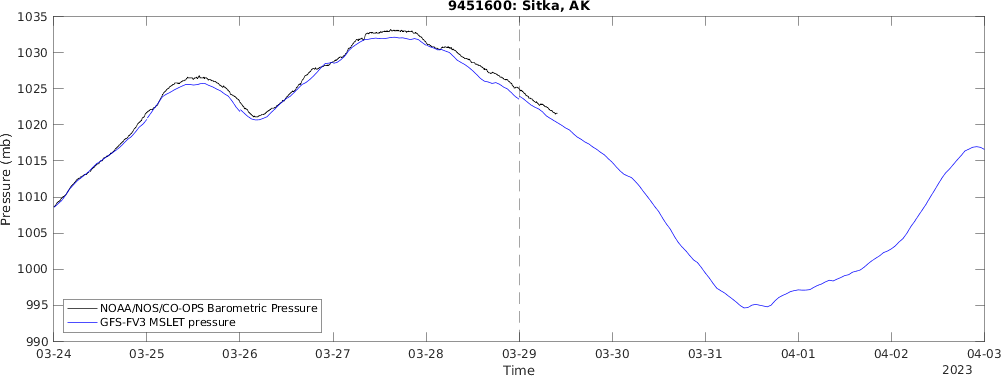 9451600: Sitka, AK
1035
1030
1025
1020
1015
1010
1005
1000
995
990
Pressure (mb)
NOAA/NOS/CO-OPS Barometric Pressure
GFS-FV3 MSLET pressure
03-24 03-25 03-26 03-27 03-28 03-29 03-30 03-31 04-01 04-02 04-03
Time
2023